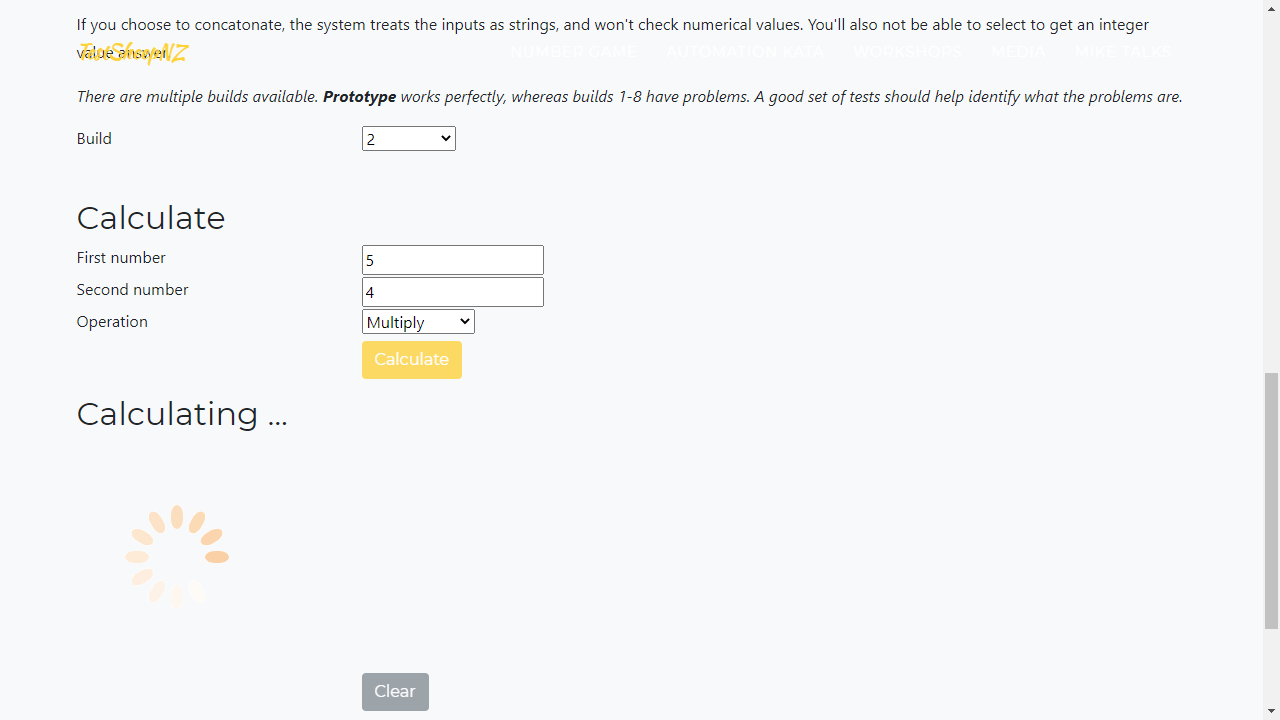 If you choose to concatonate, the system treats the inputs as strings, and won't check numerical values. You'll also not be able to select to get an integer
value answer.
TestSheepNZ
NUMBER GAME AUTOMATION KATA WORKSHOPS MEDIA MIKE TALKS
There are multiple builds available. Prototype works perfectly, whereas builds 1-8 have problems. A good set of tests should help identify what the problems are.
Build 2
Calculate
First number 5
Second number 4
Operation Multiply
Calculate
Calculating ...
Clear